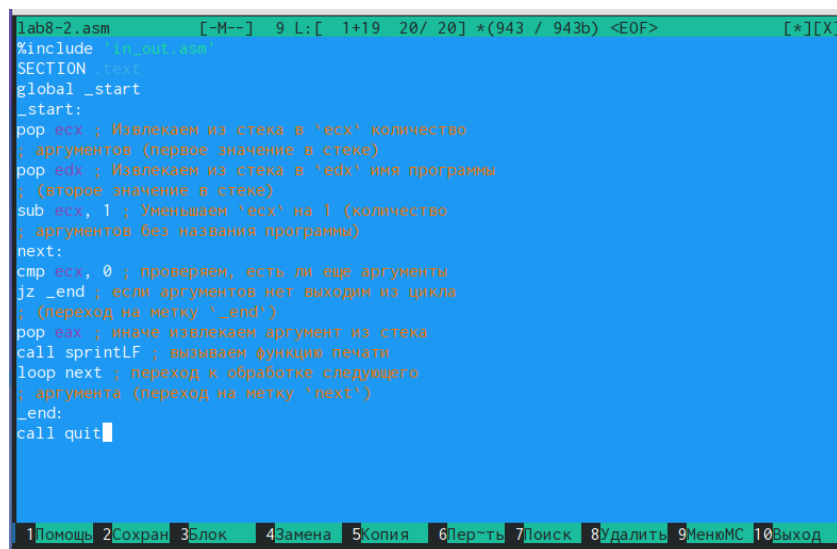 lab8-2.asm [-M--] 9 L:[ 1+19 20/ 20] *(943 / 943b) <EOF> [*][X]
%include 'in_out.asm'
SECTION .text
global _start
_start:
pop ecx ; Извлекаем из стека в `ecx` количество
; аргументов (первое значение в стеке)
pop edx ; Извлекаем из стека в `edx` имя программы
; (второе значение в стеке)
sub ecx, 1 ; Уменьшаем `ecx` на 1 (количество
; аргументов без названия программы)
next:
cmp ecx, 0 ; проверяем, есть ли еще аргументы
jz _end ; если аргументов нет выходим из цикла
; (переход на метку `_end`)
pop eax ; иначе извлекаем аргумент из стека
call sprintLF ; вызываем функцию печати
loop next ; переход к обработке следующего
; аргумента (переход на метку `next`)
_end:
call quit
1Помощь 2Сохран 3Блок 4Замена 5Копия 6Пер~ть 7Поиск 8Удалить 9МенюМС 10Выход